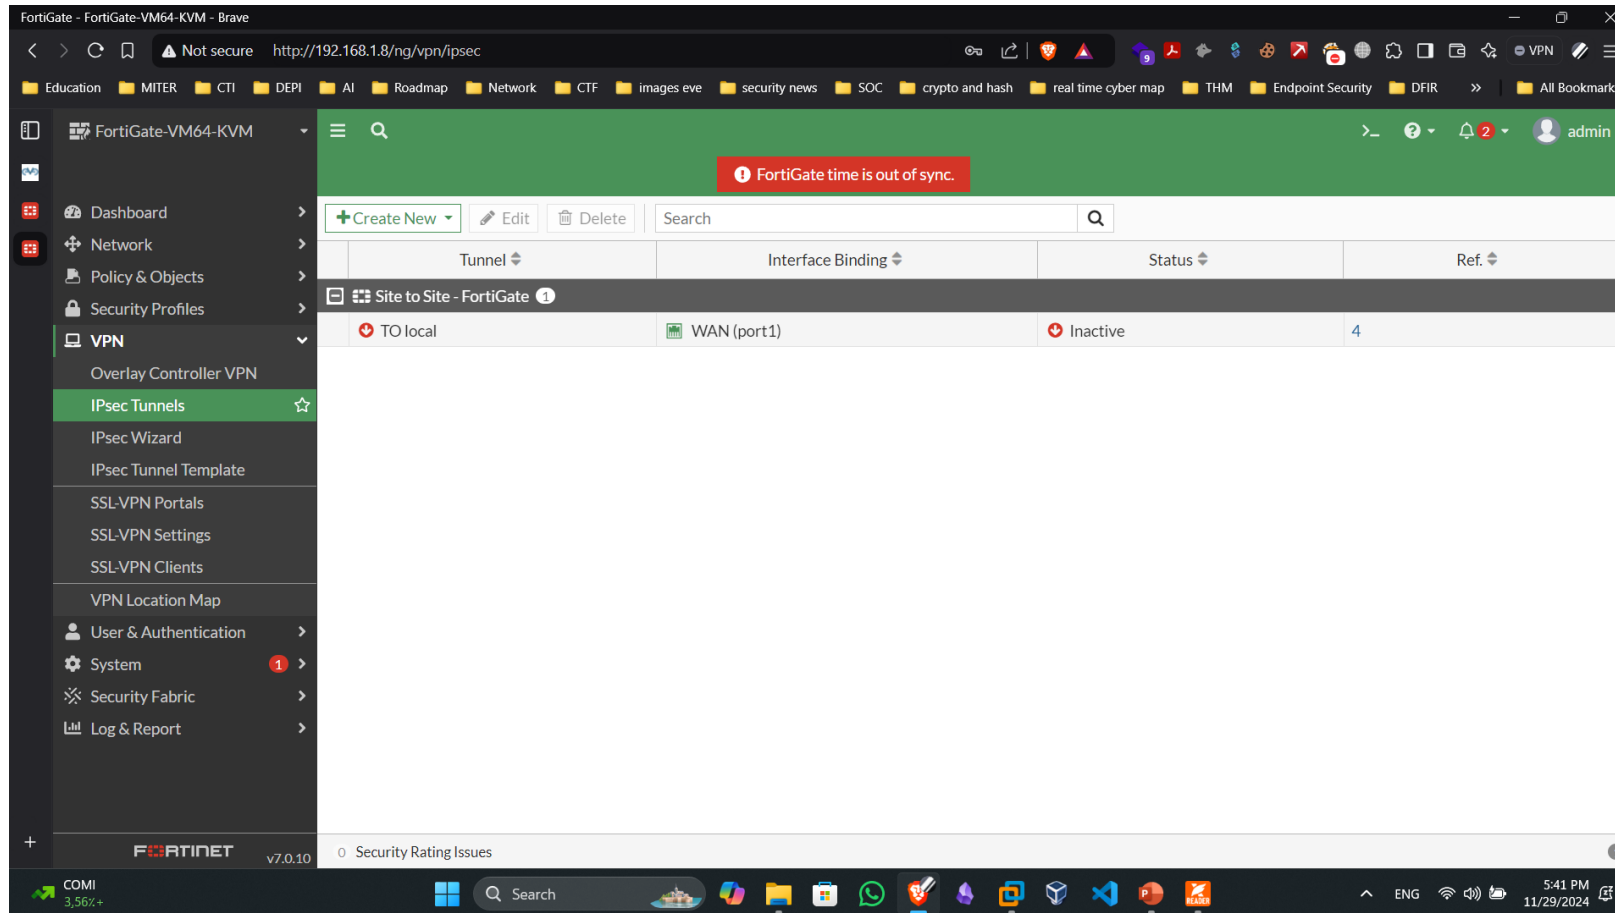 FortiGate - FortiGate-VM64-KVM - Brave
Not secure http://192.168.1.8/ng/vpn/ipsec
9
VPN
Education MITER CTI DEPI AI Roadmap Network CTF images eve security news SOC crypto and hash real time cyber map THM Endpoint Security DFIR » All Bookmark
FortiGate-VM64-KVM
>_ 2 admin
FortiGate time is out of sync.
Dashboard
Network
Policy & Objects
Security Profiles
VPN
Overlay Controller VPN
IPsec Tunnels
IPsec Wizard
IPsec Tunnel Template
SSL-VPN Portals
SSL-VPN Settings
SSL-VPN Clients
VPN Location Map
User & Authentication
System 1
Security Fabric
Log & Report
FORTINET v7.0.10
+Create New Edit Delete Search
Tunnel Interface Binding Status Ref.
Site to Site - FortiGate 1
TO local WAN (port1) Inactive 4
0 Security Rating Issues
COMI
3,56%+
Search
READER
ENG
5:41 PM
11/29/2024